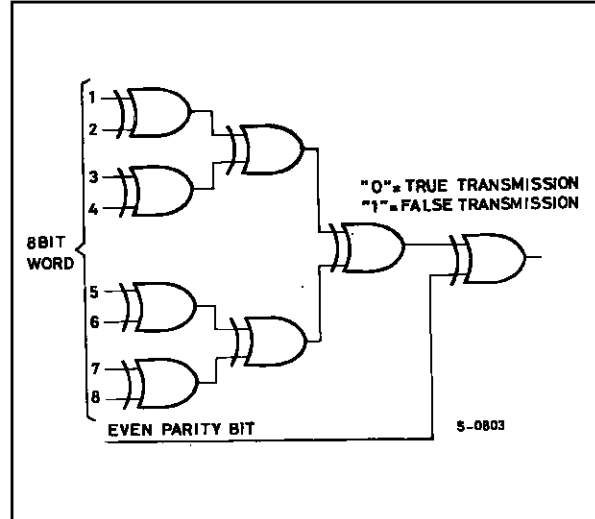 1
2
3
4
"0"= TRUE TRANSMISSION
"1"= FALSE TRANSMISSION
8BIT
WORD
5
6
7
8
EVEN PARITY BIT
S-0803